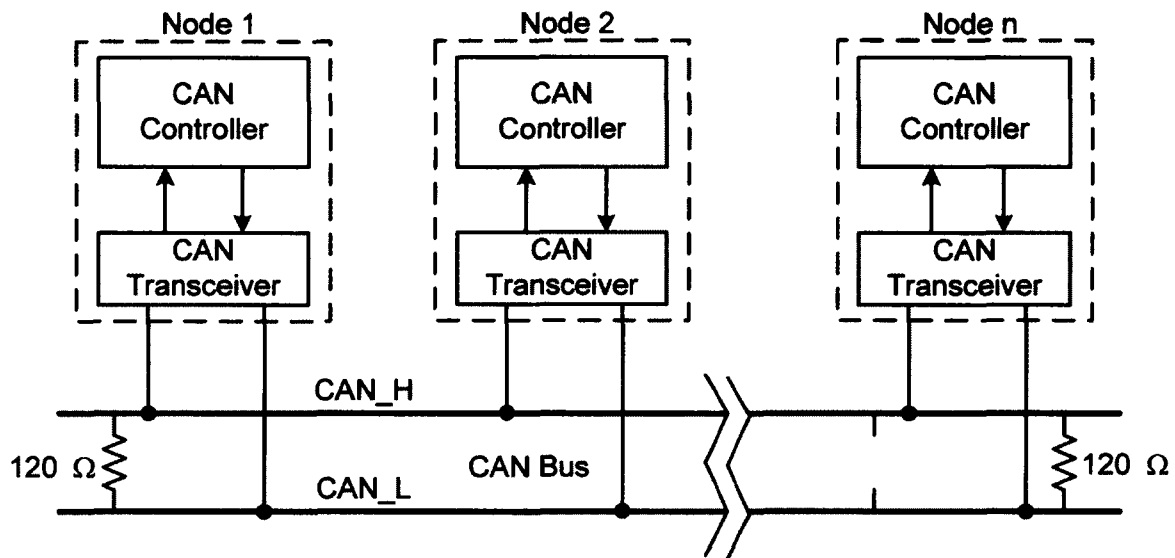 Node 1
Node 2
Node n
CAN
Controller
CAN
Controller
CAN
Controller
CAN
Transceiver
CAN
Transceiver
CAN
Transceiver
CAN_H
120 Ω
CAN Bus
120 Ω
CAN_L